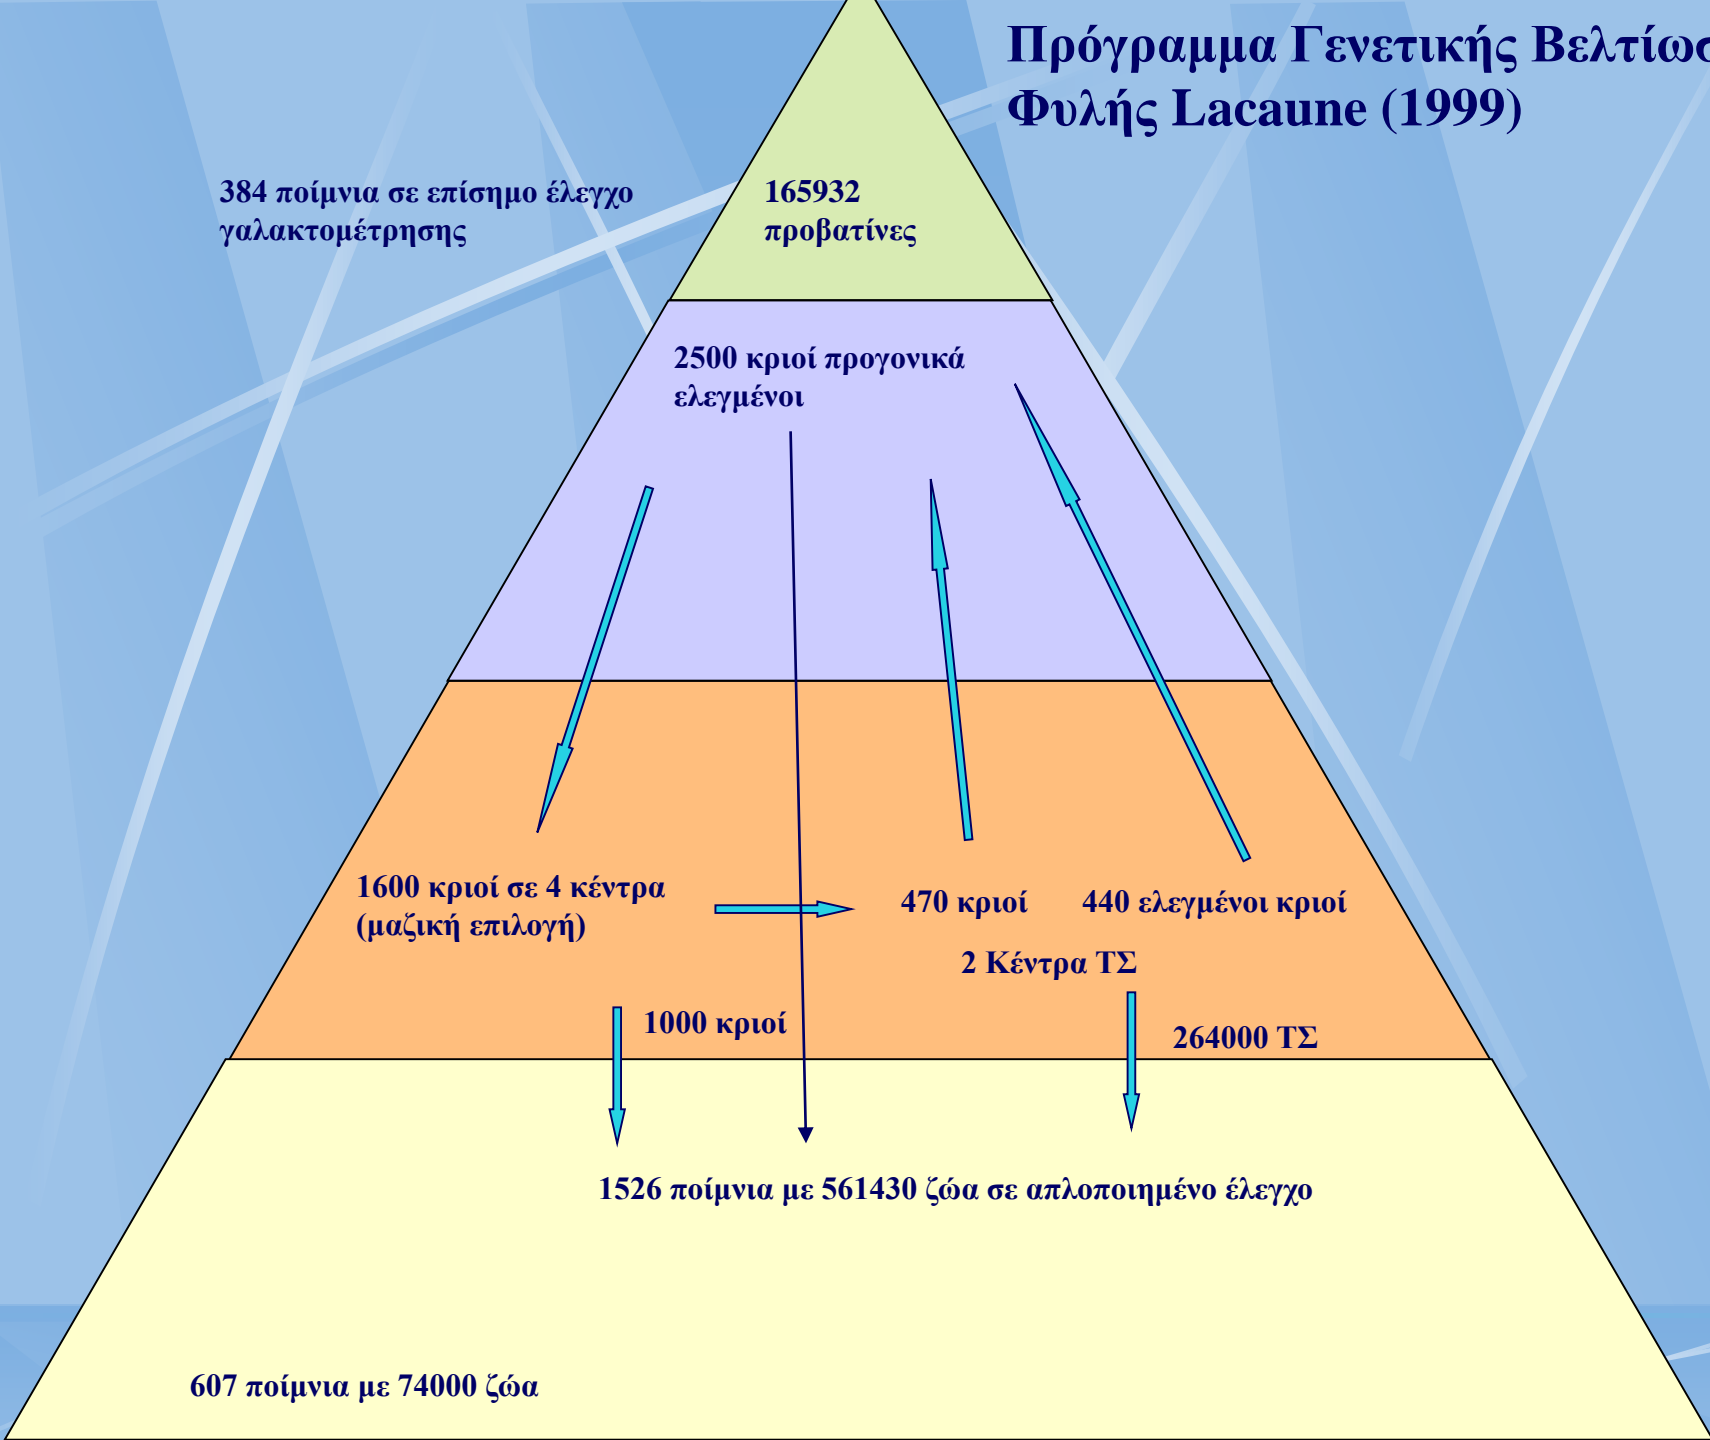 Πρόγραμμα Γενετικής
Φυλής Lacaune (1999)
384 ποίμνια σε επίσημο έλεγχο
γαλακτομέτρησης
165932
προβατίνες
2500 κριοί προγονικά
ελεγμένοι
1600 κριοί σε 4 κέντρα
(μαζική επιλογή)
470 κριοί
440 ελεγμένοι κριοί
2 Κέντρα ΤΣ
1000 κριοί
264000 ΤΣ
1526 ποίμνια με 561430 ζώα σε απλοποιημένο έλεγχο
607 ποίμνια με 74000 ζώα